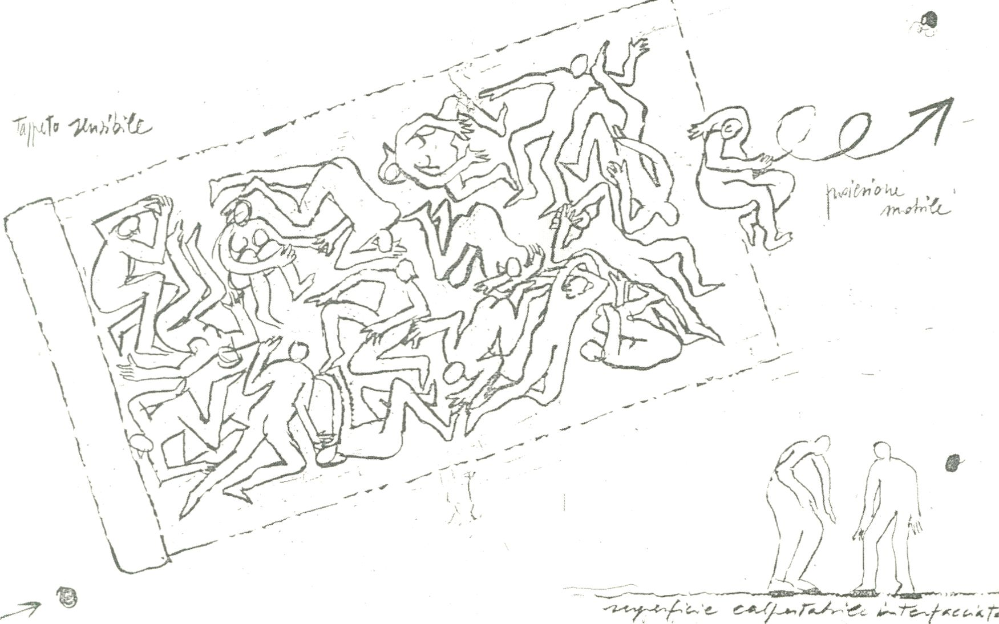 tappeto sensibile
proiezione
mobile
superficie calpestabile interfacciata